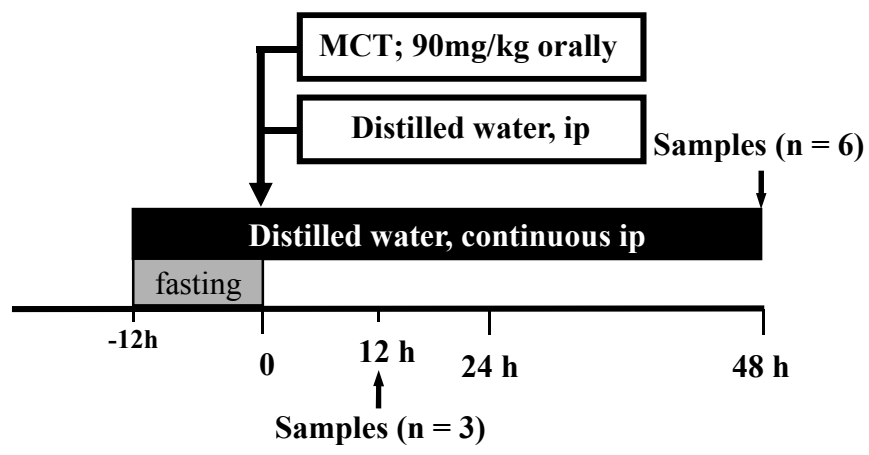 MCT; 90mg/kg orally
Distilled water, ip
Samples (n = 6)
Distilled water, continuous ip
fasting
-12h
0
12 h
24 h
48 h
Samples (n = 3)